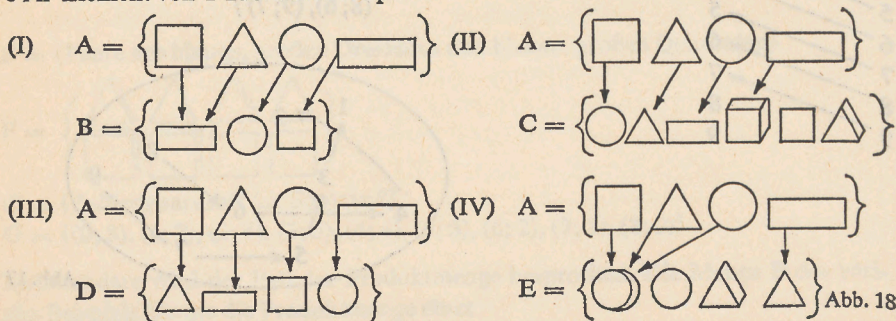 (I) A = { } (II) A = { }
B = { } C = { }
(III) A = { } (IV) A = { }
D = { } E = { } Abb. 18